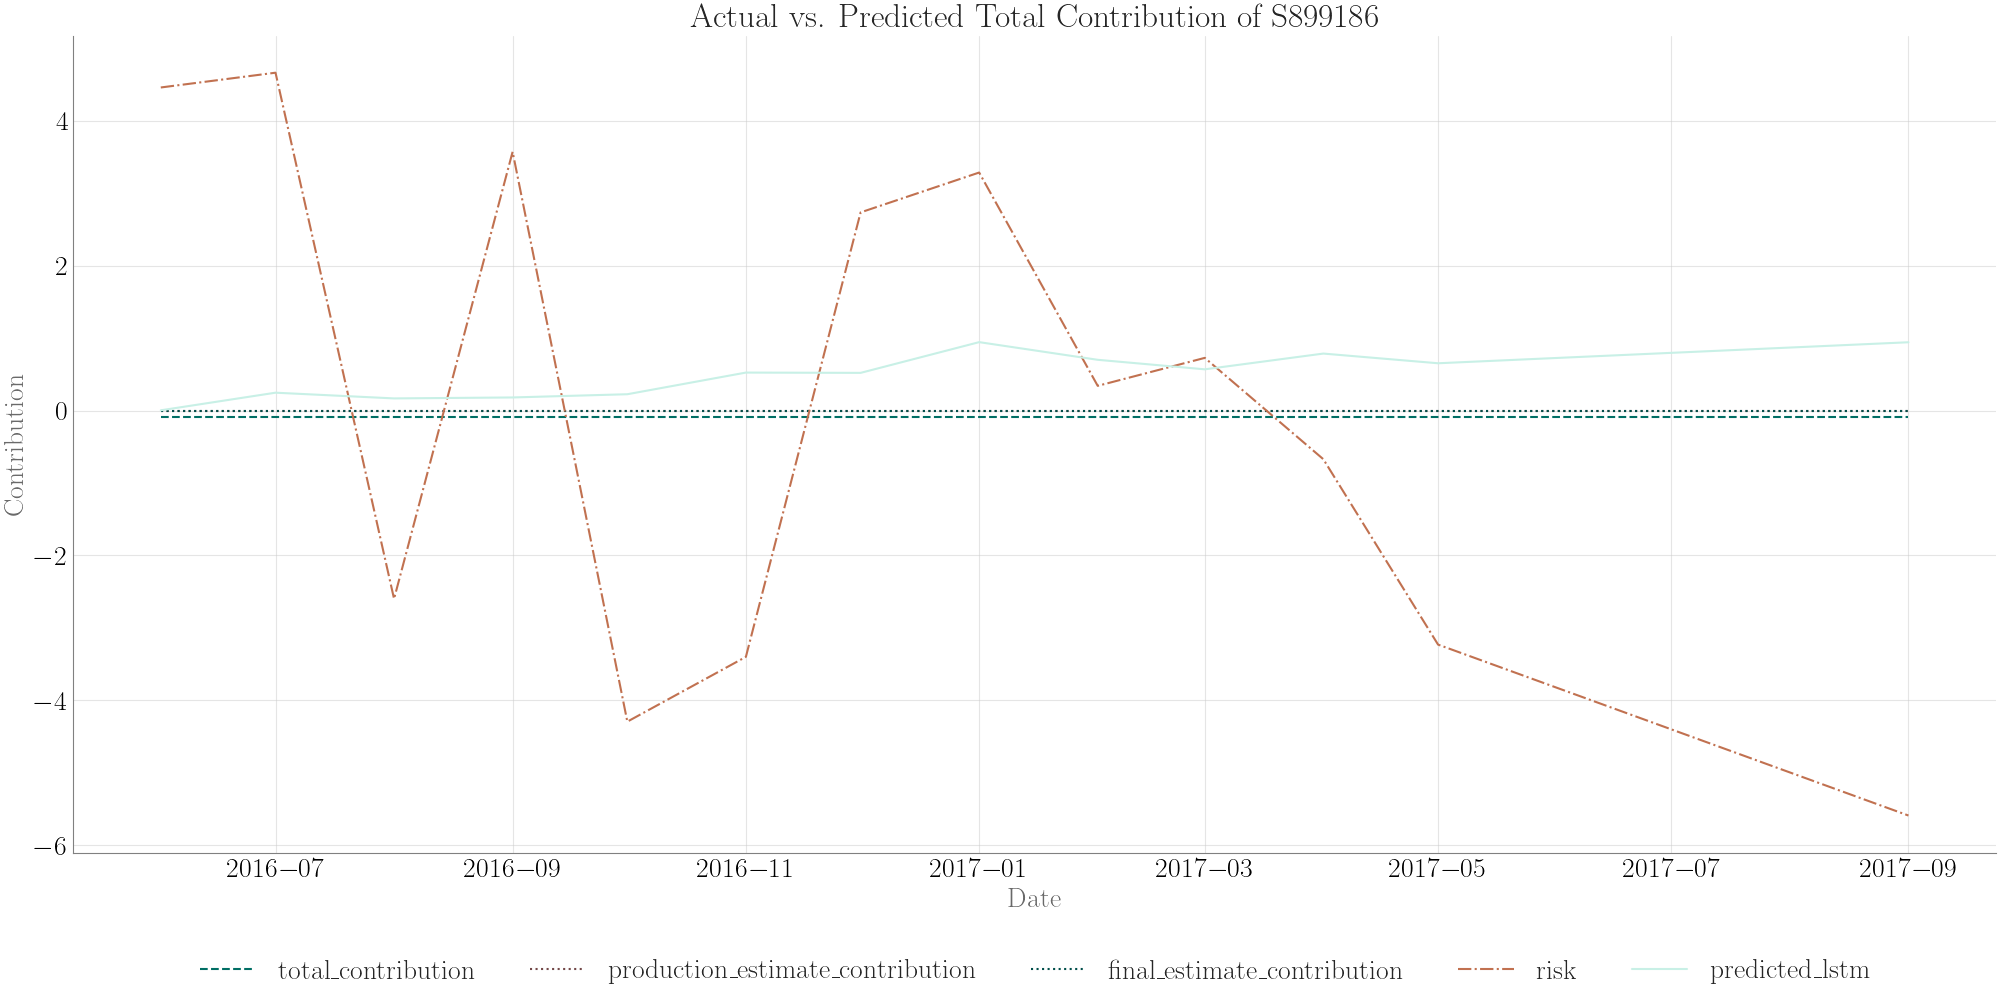 Actual vs. Predicted Total Contribution of S899186
Contribution
4
2
0
−2
−4
−6
2016−07 2016−09 2016−11 2017−01 2017−03 2017−05 2017−07 2017−09
Date
total_contribution production_estimate_contribution final_estimate_contribution risk predicted_lstm